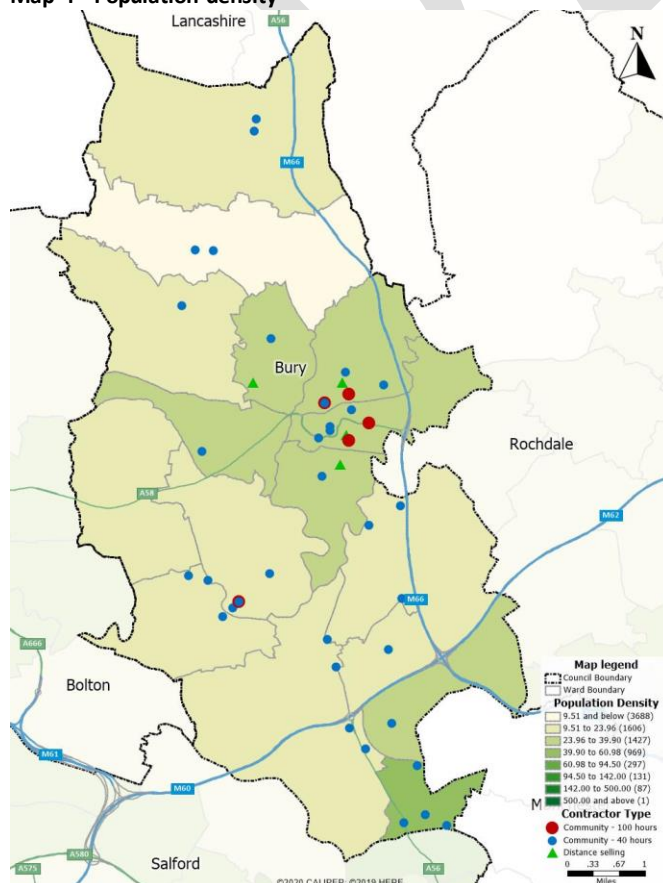 Map 4 - Population density
Lancashire
A56
N
M66
Bury
Rochdale
A58
M62
M66
A666
Bolton
M61
M60
Salford
A580
A575
A56
M
Map legend
Council Boundary
Ward Boundary
Population Density
9.51 and below (3688)
9.51 to 23.96 (1606)
23.96 to 39.90 (1427)
39.90 to 60.98 (969)
60.98 to 94.50 (297)
94.50 to 142.00 (131)
142.00 to 500.00 (87)
500.00 and above (1)
Contractor Type
Community - 100 hours
Community - 40 hours
Distance selling
0 .33 .67 1
Miles
©2020 CALIPER; ©2019 HERE